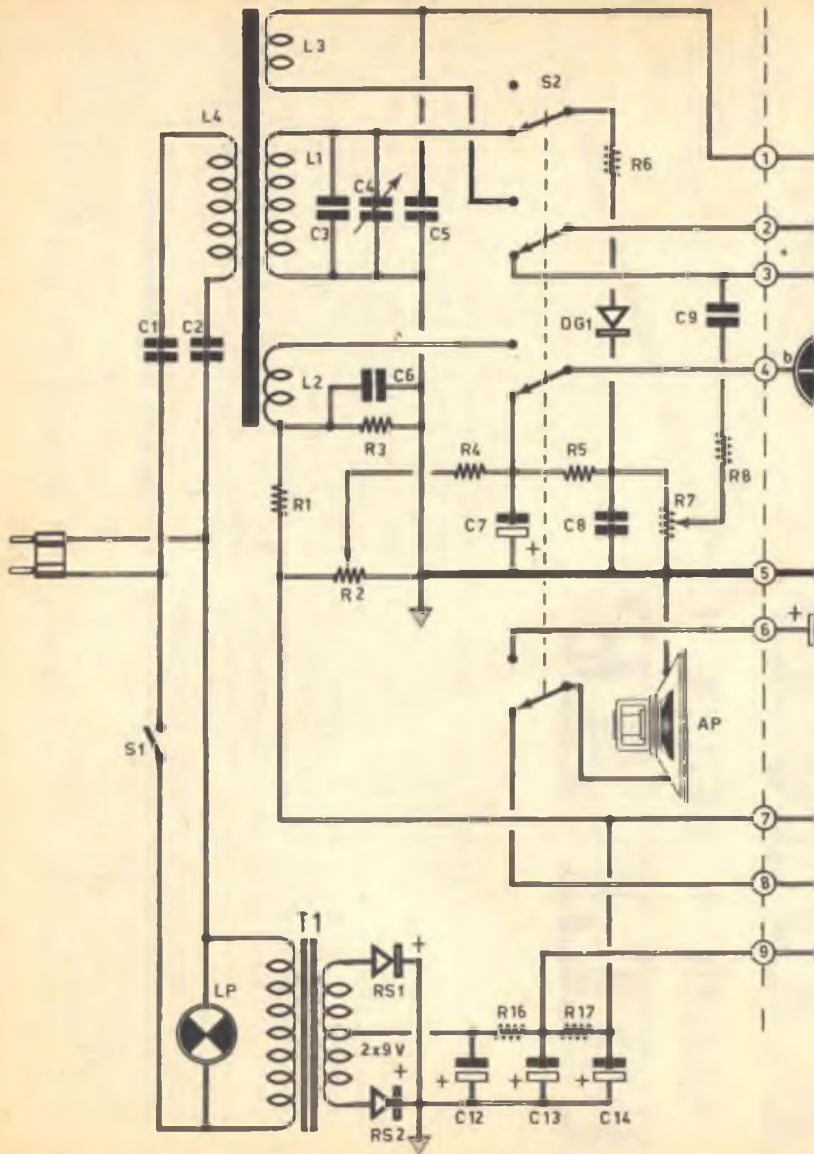 L3
S2
L4
1
L1
R6
C4
C3
C5
2
3
*
DG1
C9
C1
C2
4
b
L2
C6
R3
R4
R5
R8
R7
R1
C7
+
C8
R2
5
6
+
AP
S1
7
8
T1
9
+
LP
RS1
R16
R17
2x9V
+
+
+
+
RS2
C12
C13
C14